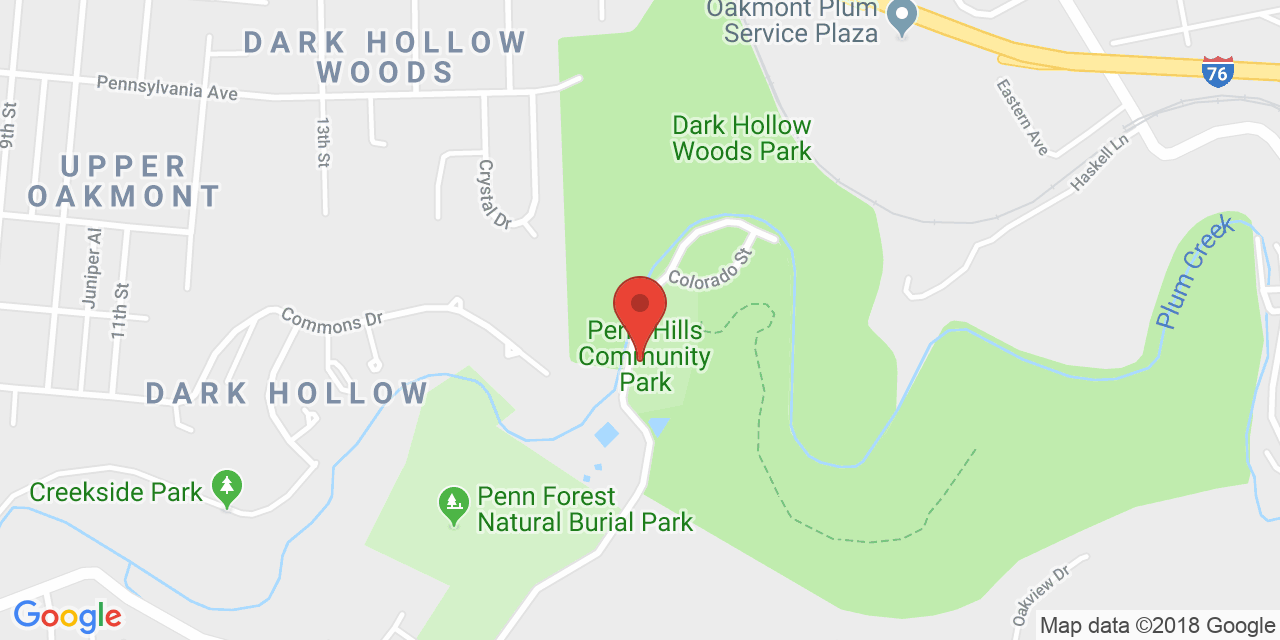 Oakmont Plum
Service Plaza
DARK HOLLOW
WOODS
76
Pennsylvania Ave
Eastern Ave
9th St
13th St
Dark Hollow
Woods Park
Haskell Ln
UPPER
OAKMONT
Crystal Dr
Juniper Al
11th St
Colorado St
Plum Creek
Commons Dr
Penn Hills
Community
Park
DARK HOLLOW
Creekside Park
Penn Forest
Natural Burial Park
Oakview Dr
Google
Map data ©2018 Google